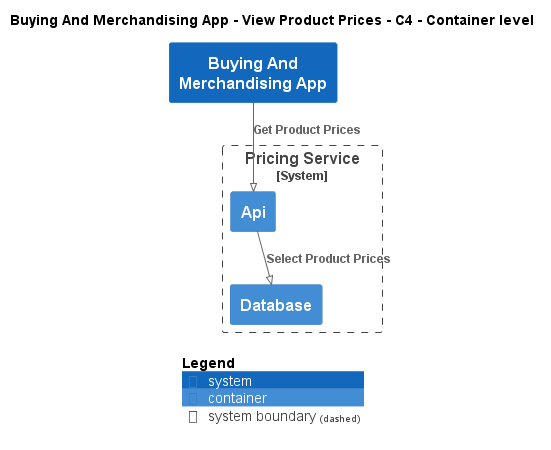 Buying And Merchandising App - View Product Prices - C4 - Container level
Buying And
Merchandising App
Get Product Prices
Pricing Service
[System]
Api
Select Product Prices
Database
Legend
system
container
system boundary (dashed)